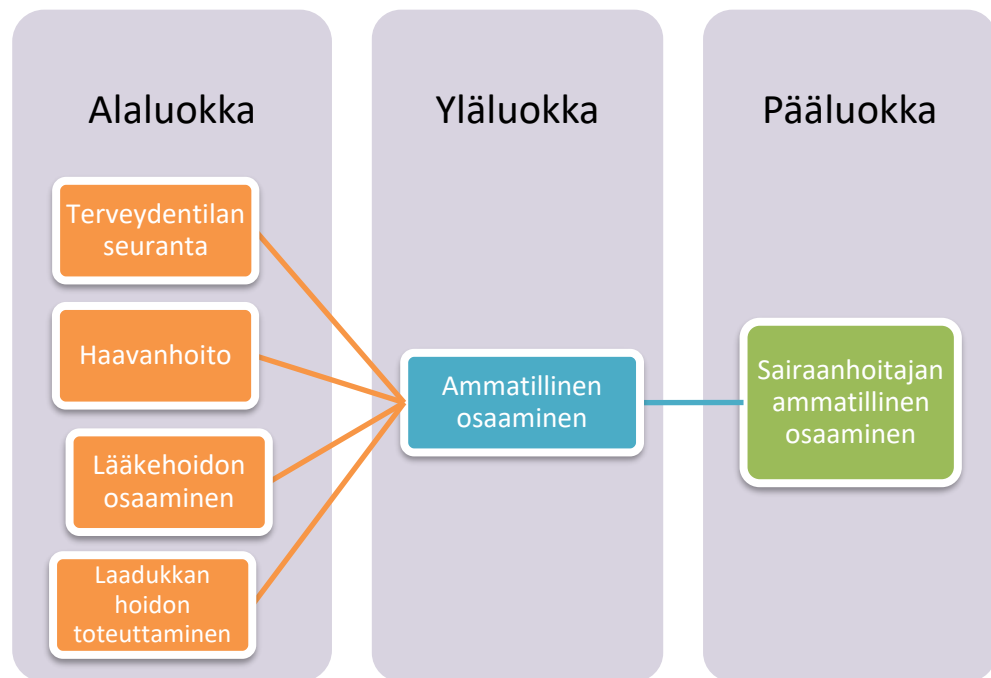 Alaluokka
Terveydentilan
seuranta
Haavanhoito
Lääkehoidon
osaaminen
Laadukkan
hoidon
toteuttaminen
Yläluokka
Ammatillinen
osaaminen
Pääluokka
Sairaanhoitajan
ammatillinen
osaaminen